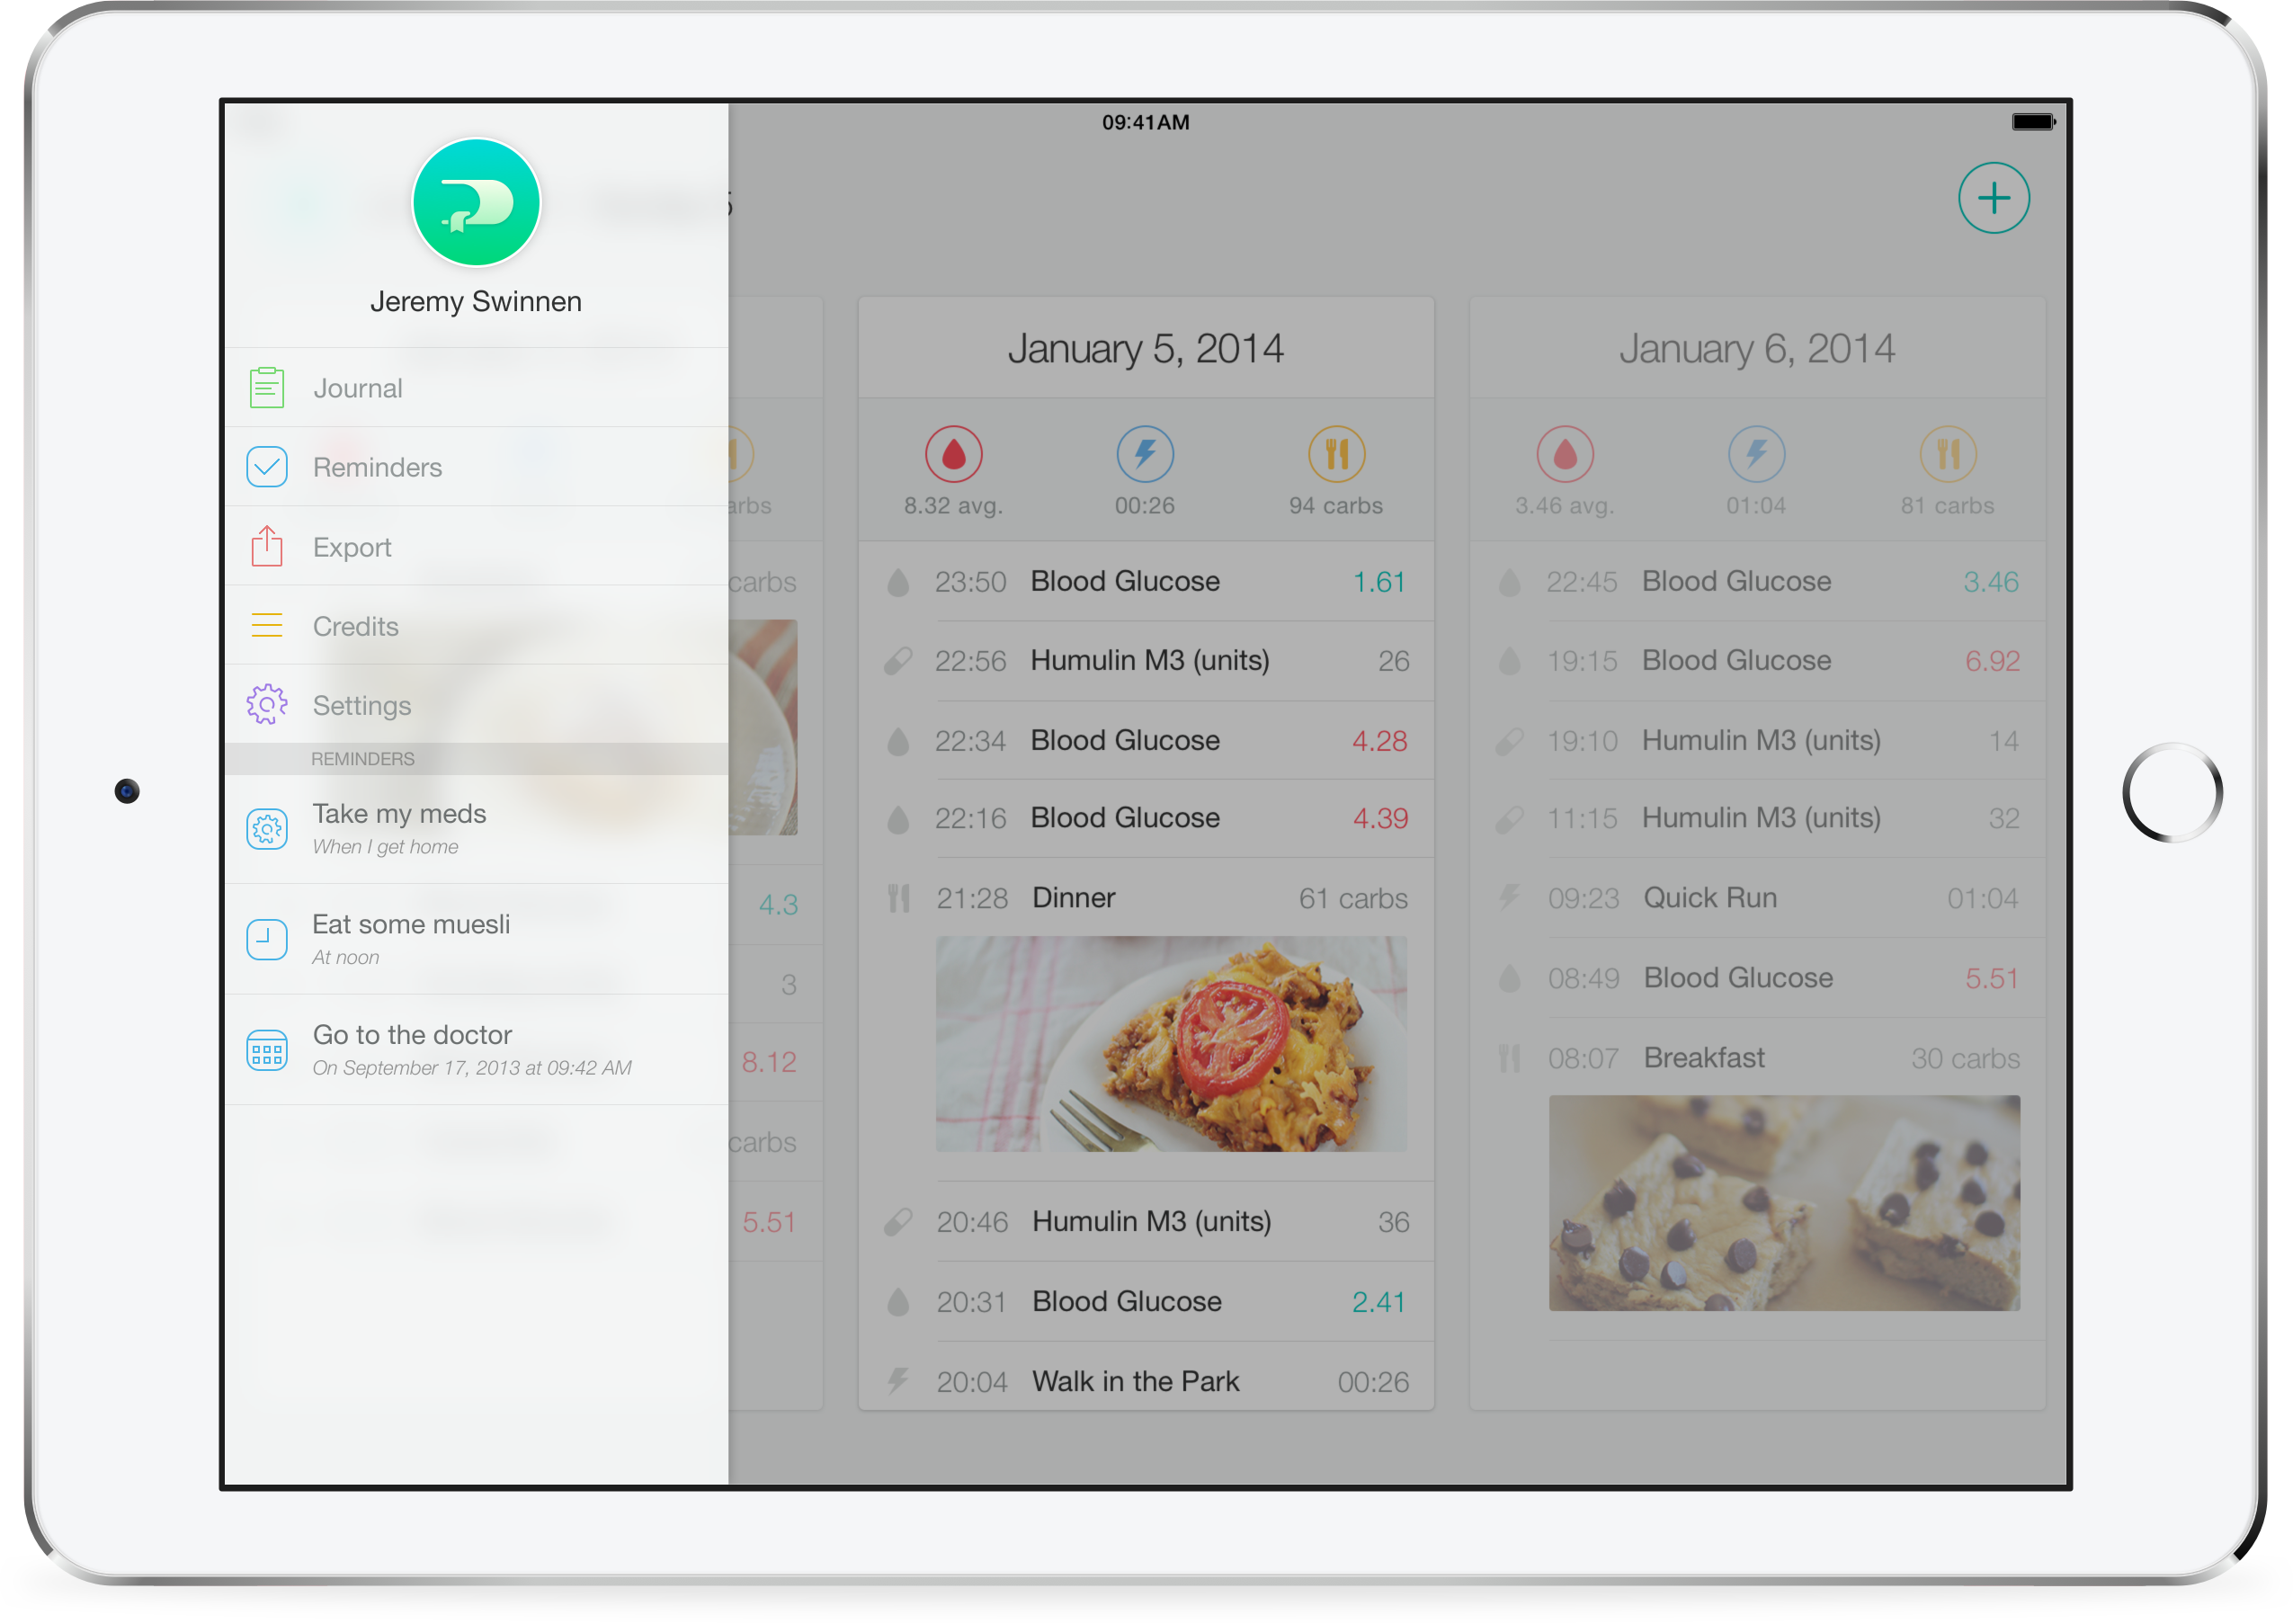 09:41AM
5
Jeremy Swinnen
Journal
Reminders
Export
Credits
Settings
REMINDERS
Take my meds
When I get home
Eat some muesli
At noon
Go to the doctor
On September 17, 2013 at 09:42 AM
arbs
carbs
4.3
3
8.12
carbs
5.51
January 5, 2014
8.32 avg. 00:26 94 carbs
23:50 Blood Glucose 1.61
22:56 Humulin M3 (units) 26
22:34 Blood Glucose 4.28
22:16 Blood Glucose 4.39
21:28 Dinner 61 carbs
20:46 Humulin M3 (units) 36
20:31 Blood Glucose 2.41
20:04 Walk in the Park 00:26
January 6, 2014
3.46 avg. 01:04 81 carbs
22:45 Blood Glucose 3.46
19:15 Blood Glucose 6.92
19:10 Humulin M3 (units) 14
11:15 Humulin M3 (units) 32
09:23 Quick Run 01:04
08:49 Blood Glucose 5.51
08:07 Breakfast 30 carbs